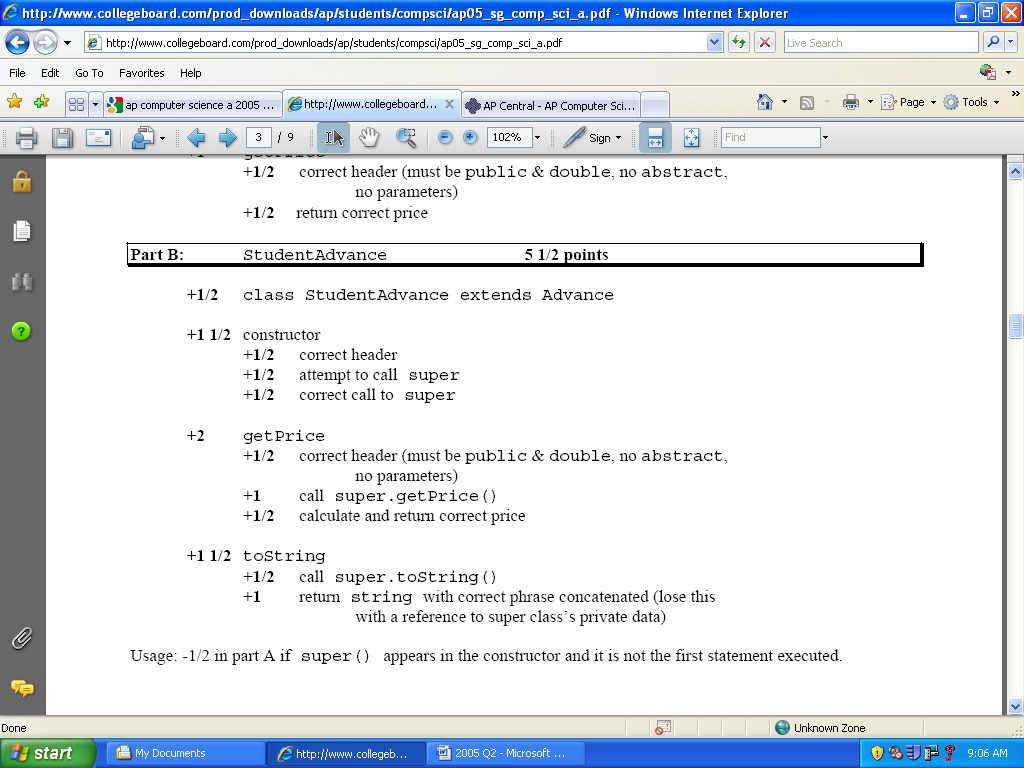 http://www.collegeboard.com/prod_downloads/ap/students/compsci/ap05_sg_comp_sci_a.pdf - Windows Internet Explorer
http://www.collegeboard.com/prod_downloads/ap/students/compsci/ap05_sg_comp_sci_a.pdf Live Search
File Edit Go To Favorites Help
ap computer science a 2005 ... http://www.collegeboard... AP Central - AP Computer Sci... Page Tools
3 / 9 102% Sign Find
+1/2 correct header (must be public & double, no abstract,
no parameters)
+1/2 return correct price
Part B: StudentAdvance 5 1/2 points
+1/2 class StudentAdvance extends Advance
+1 1/2 constructor
+1/2 correct header
+1/2 attempt to call super
+1/2 correct call to super
+2 getPrice
+1/2 correct header (must be public & double, no abstract,
no parameters)
+1 call super.getPrice()
+1/2 calculate and return correct price
+1 1/2 toString
+1/2 call super.toString()
+1 return string with correct phrase concatenated (lose this
with a reference to super class's private data)
Usage: -1/2 in part A if super() appears in the constructor and it is not the first statement executed.
Done Unknown Zone
start My Documents http://www.collegeb... 2005 Q2 - Microsoft ... 9:06 AM